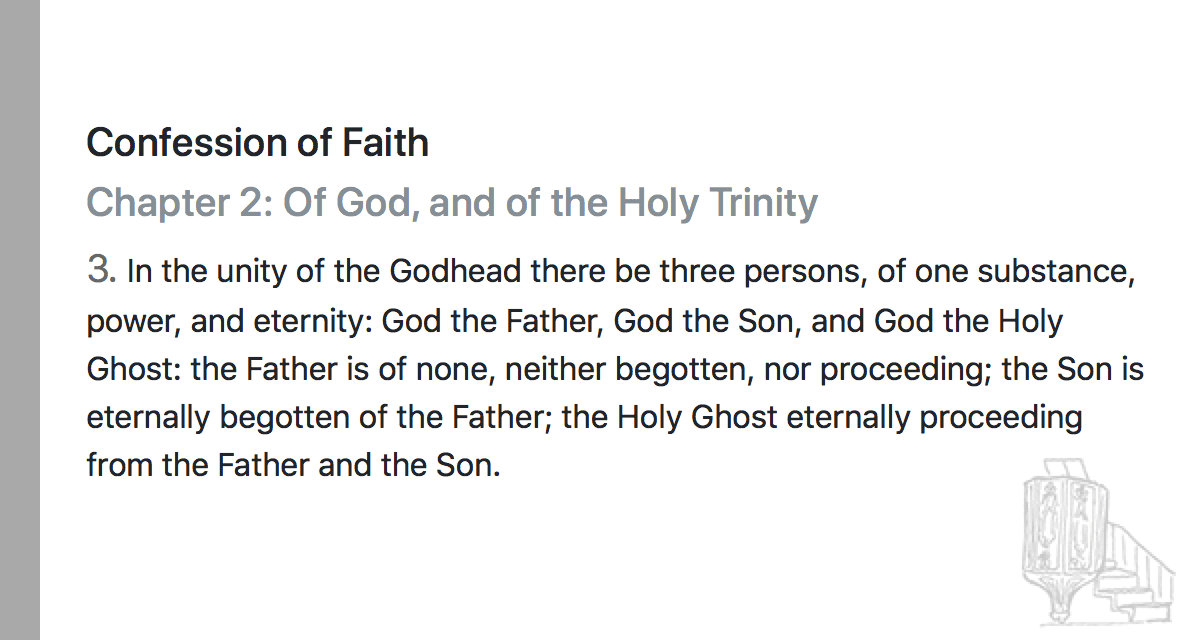 Confession of Faith
Chapter 2: Of God, and of the Holy Trinity
3. In the unity of the Godhead there be three persons, of one substance,
power, and eternity: God the Father, God the Son, and God the Holy
Ghost: the Father is of none, neither begotten, nor proceeding; the Son is
eternally begotten of the Father; the Holy Ghost eternally proceeding
from the Father and the Son.